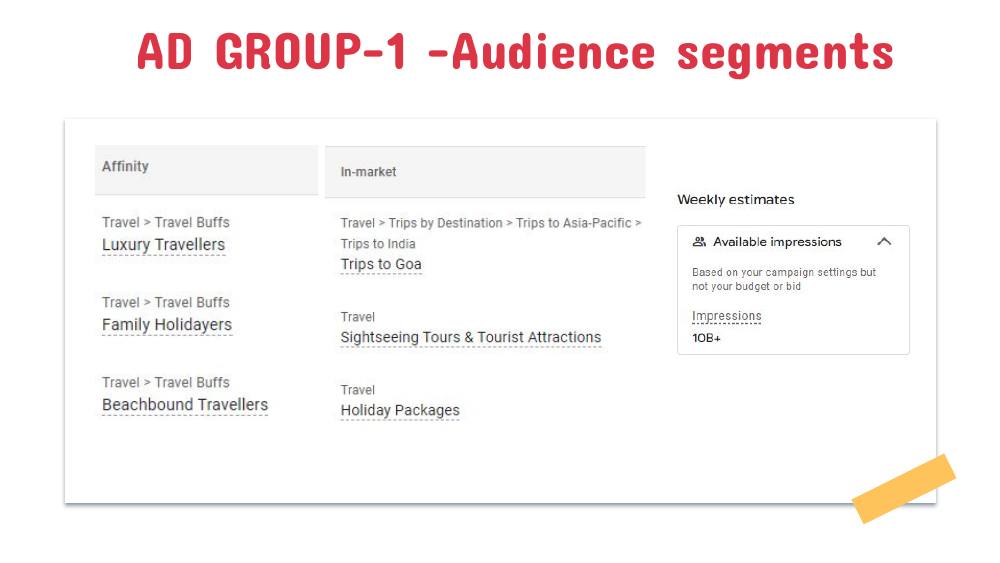 AD GROUP-1 -Audience segments
Affinity
Travel > Travel Buffs
Luxury Travellers
Travel > Travel Buffs
Family Holidayers
Travel > Travel Buffs
Beachbound Travellers
In-market
Travel > Trips by Destination > Trips to Asia-Pacific >
Trips to India
Trips to Goa
Travel
Sightseeing Tours & Tourist Attractions
Travel
Holiday Packages
Weekly estimates
Available impressions
Based on your campaign settings but
not your budget or bid
Impressions
10B+